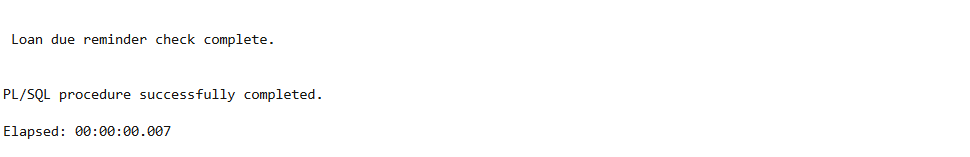 Loan due reminder check complete.
PL/SQL procedure successfully completed.
Elapsed: 00:00:00.007